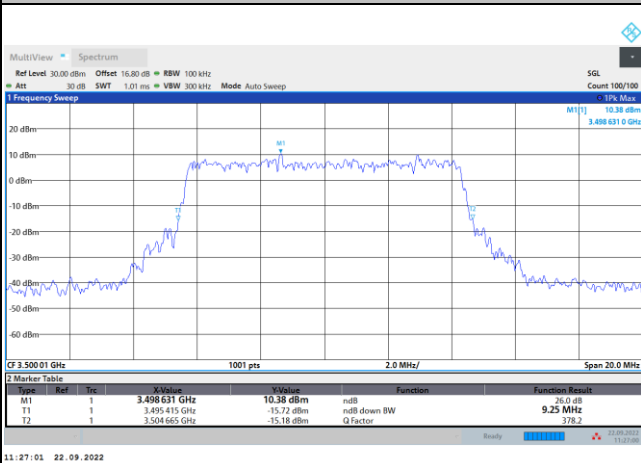 MultiView Spectrum
Ref Level 30.00 dBm Offset 16.80 dB RBW 100 kHz SGL
Att 30 dB SWT 1.01 ms VBW 300 kHz Mode Auto Sweep Count 100/100
1 Frequency Sweep 1Pk Max
M1[1] 10.38 dBm
3.498 631 0 GHz
20 dBm
M1
10 dBm
0 dBm
-10 dBm
T1 T2
-20 dBm
-30 dBm
-40 dBm
-50 dBm
-60 dBm
CF 3.500 01 GHz 1001 pts 2.0 MHz/ Span 20.0 MHz
2 Marker Table
Type Ref Trc X-Value Y-Value Function Function Result
M1 1 3.498 631 GHz 10.38 dBm ndB 26.0 dB
T1 1 3.495 415 GHz -15.72 dBm ndB down BW 9.25 MHz
T2 1 3.504 665 GHz -15.18 dBm Q Factor 378.2
Ready 22.09.2022
11:27:00
11:27:01 22.09.2022